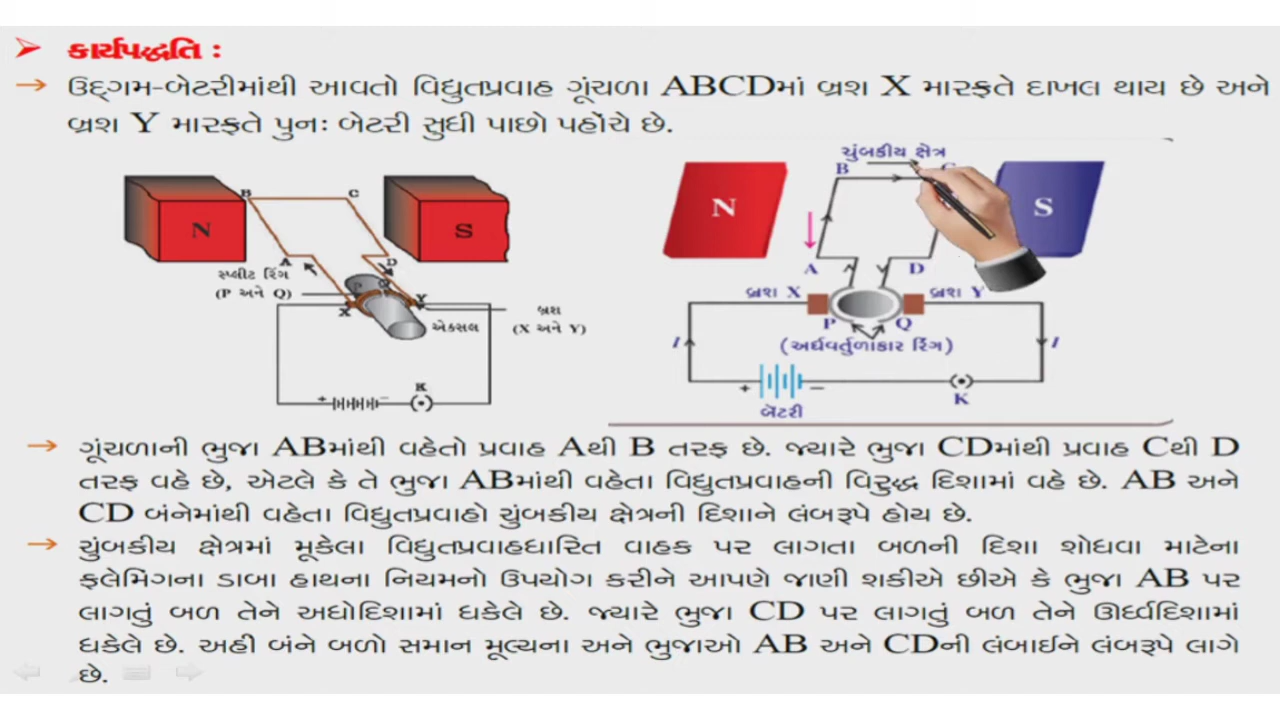 કાર્યપદ્ધતિ :
ઉદ્ગમ-બેટરીમાંથી આવતો વિદ્યુતપ્રવાહ ગૂંચળા ABCDમાં બ્રશ X મારફતે દાખલ થાય છે અને
બ્રશ Y મારફતે પુનઃ બેટરી સુધી પાછો પહોંચે છે.
B C
N S
A D
સ્પ્લીટ રિંગ
(P અને Q)
P Q
X Y
એક્સલ
બ્રશ
(X અને Y)
K
+ −
ચુંબકીય ક્ષેત્ર
B C
N S
A D
બ્રશ X બ્રશ Y
P Q
(અર્ધવર્તુળાકાર રિંગ)
I I
+ −
બેટરી
K
ગૂંચળાની ભુજા ABમાંથી વહેતો પ્રવાહ Aથી B તરફ છે. જ્યારે ભુજા CDમાંથી પ્રવાહ Cથી D
તરફ વહે છે, એટલે કે તે ભુજા ABમાંથી વહેતા વિદ્યુતપ્રવાહની વિરુદ્ધ દિશામાં વહે છે. AB અને
CD બંનેમાંથી વહેતા વિદ્યુતપ્રવાહો ચુંબકીય ક્ષેત્રની દિશાને લંબરૂપે હોય છે.
ચુંબકીય ક્ષેત્રમાં મૂકેલા વિદ્યુતપ્રવાહધારિત વાહક પર લાગતા બળની દિશા શોધવા માટેના
ફ્લેમિંગના ડાબા હાથના નિયમનો ઉપયોગ કરીને આપણે જાણી શકીએ છીએ કે ભુજા AB પર
લાગતું બળ તેને અધોદિશામાં ધકેલે છે. જ્યારે ભુજા CD પર લાગતું બળ તેને ઊર્ધ્વદિશામાં
ધકેલે છે. અહીં બંને બળો સમાન મૂલ્યના અને ભુજાઓ AB અને CDની લંબાઈને લંબરૂપે લાગે
છે.